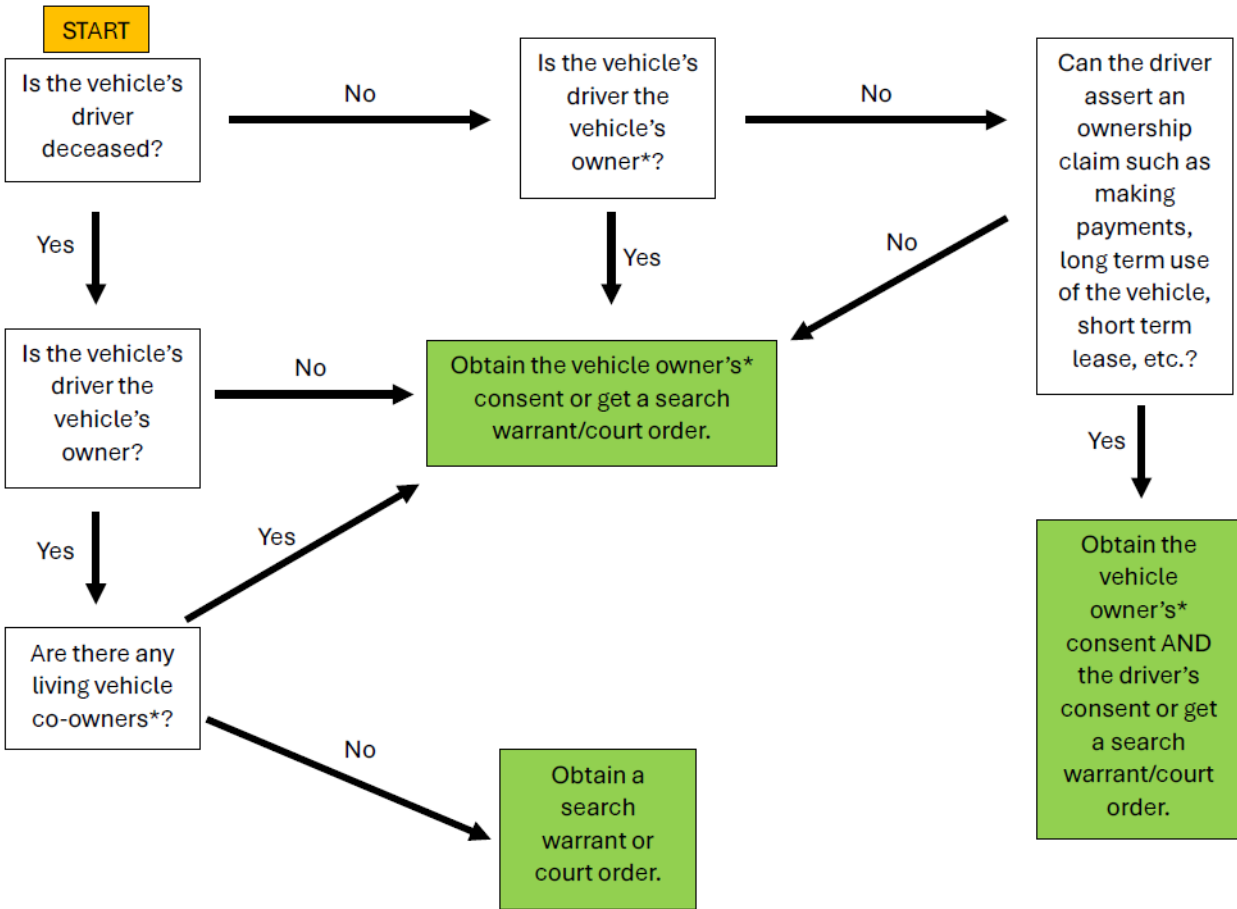 START
Is the vehicle's
driver
deceased?
No
Is the vehicle's
driver the
vehicle's
owner*?
No
Can the driver
assert an
ownership
claim such as
making
payments,
long term use
of the vehicle,
short term
lease, etc.?
Yes
Yes
No
Is the vehicle's
driver the
vehicle's
owner?
No
Obtain the vehicle owner's*
consent or get a search
warrant/court order.
Yes
Yes
Yes
Are there any
living vehicle
co-owners*?
No
Obtain a
search
warrant or
court order.
Obtain the
vehicle
owner's*
consent AND
the driver's
consent or get
a search
warrant/court
order.